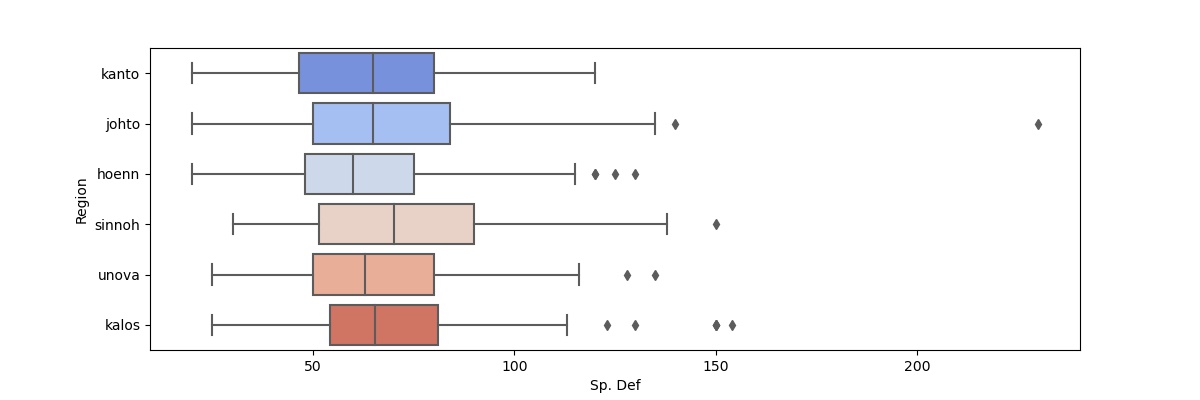 kanto
johto
hoenn
sinnoh
unova
kalos
Region
50 100 150 200
Sp. Def